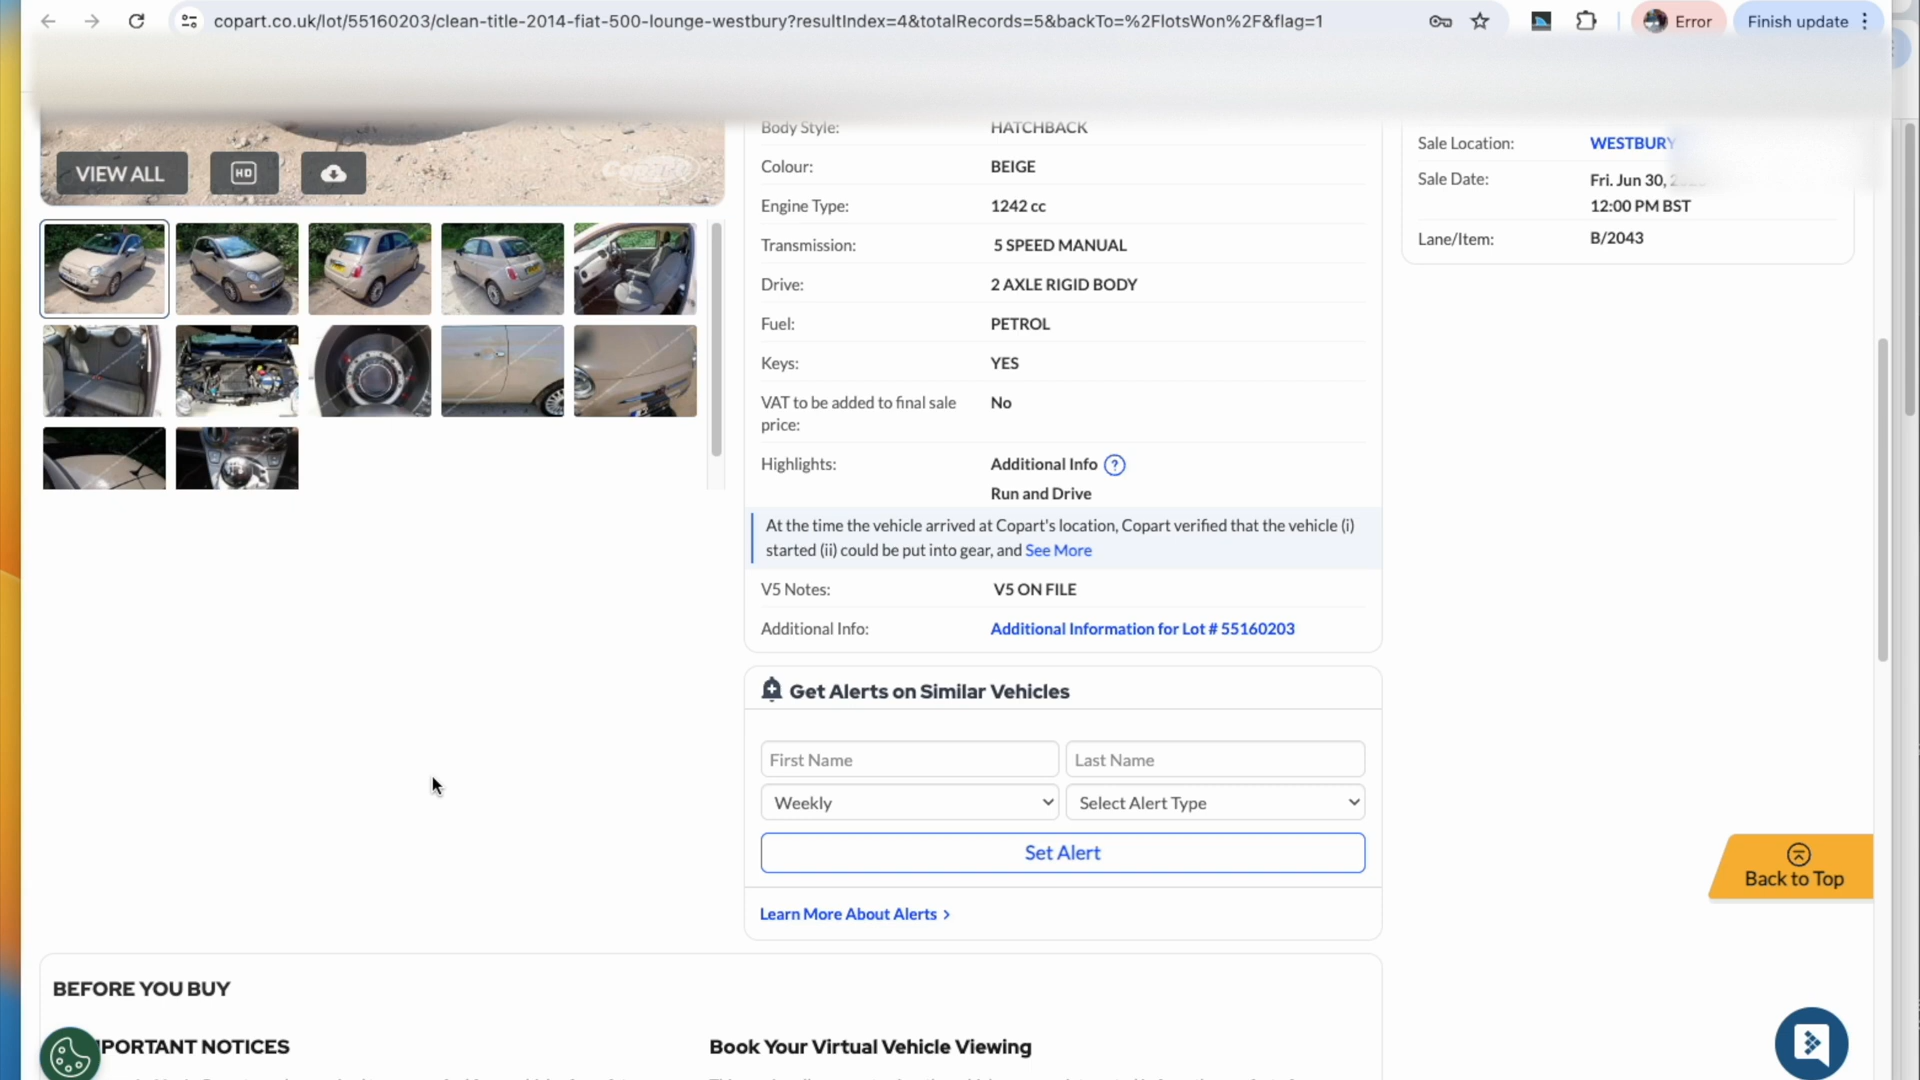 copart.co.uk/lot/55160203/clean-title-2014-fiat-500-lounge-westbury?resultIndex=4&totalRecords=5&backTo=%2FlotsWon%2F&flag=1
Error
Finish update
VIEW ALL
HD
Copart
Body Style: HATCHBACK
Colour: BEIGE
Engine Type: 1242 cc
Transmission: 5 SPEED MANUAL
Drive: 2 AXLE RIGID BODY
Fuel: PETROL
Keys: YES
VAT to be added to final sale price: No
Highlights: Additional Info ?
Run and Drive
At the time the vehicle arrived at Copart's location, Copart verified that the vehicle (i)
started (ii) could be put into gear, and See More
V5 Notes: V5 ON FILE
Additional Info: Additional Information for Lot # 55160203
Sale Location: WESTBURY
Sale Date: Fri. Jun 30,
12:00 PM BST
Lane/Item: B/2043
Get Alerts on Similar Vehicles
First Name
Last Name
Weekly
Select Alert Type
Set Alert
Learn More About Alerts >
Back to Top
BEFORE YOU BUY
PORTANT NOTICES
Book Your Virtual Vehicle Viewing